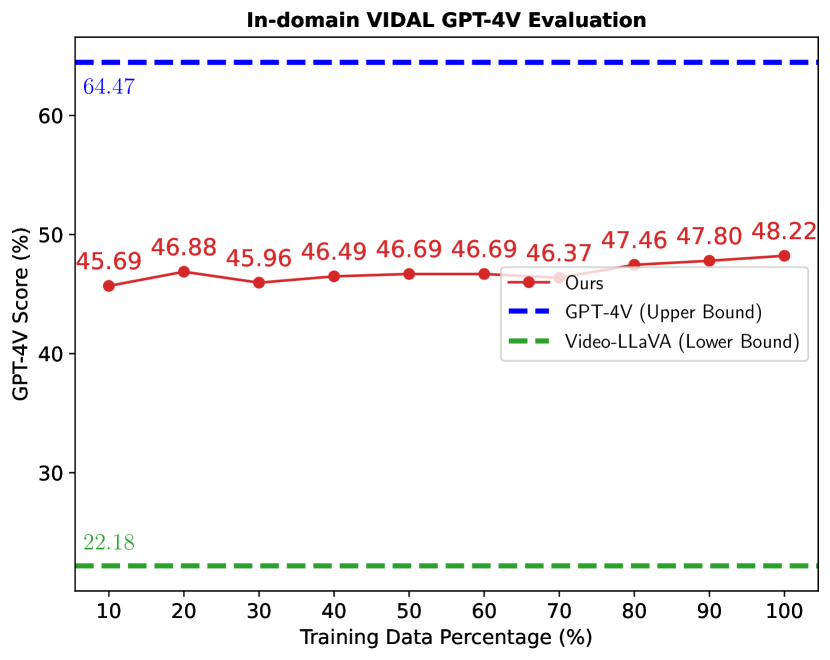 In-domain VIDAL GPT-4V Evaluation
64.47
60
50
40
30
GPT-4V Score (%)
45.69
46.88
45.96
46.49
46.69
46.69
46.37
47.46
47.80
48.22
Ours
GPT-4V (Upper Bound)
Video-LLaVA (Lower Bound)
22.18
10 20 30 40 50 60 70 80 90 100
Training Data Percentage (%)